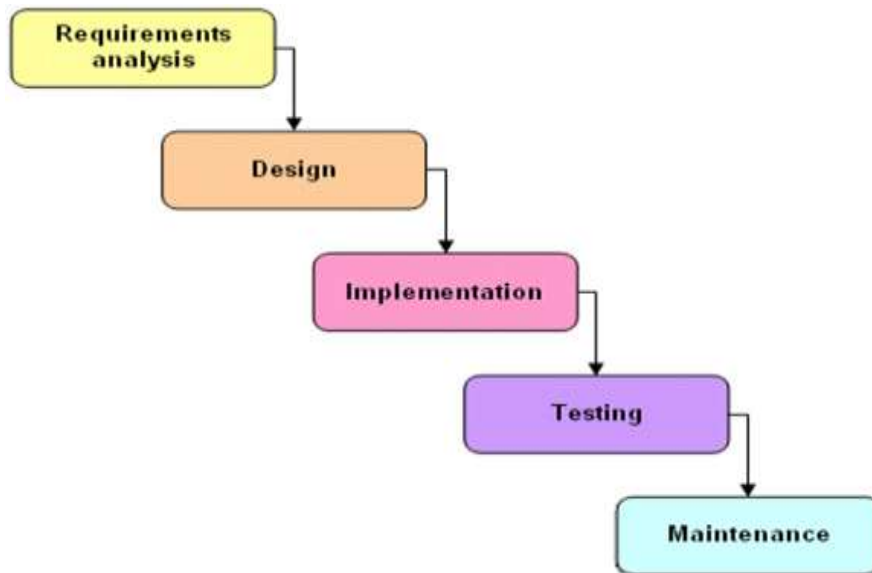 Requirements
analysis
Design
Implementation
Testing
Maintenance